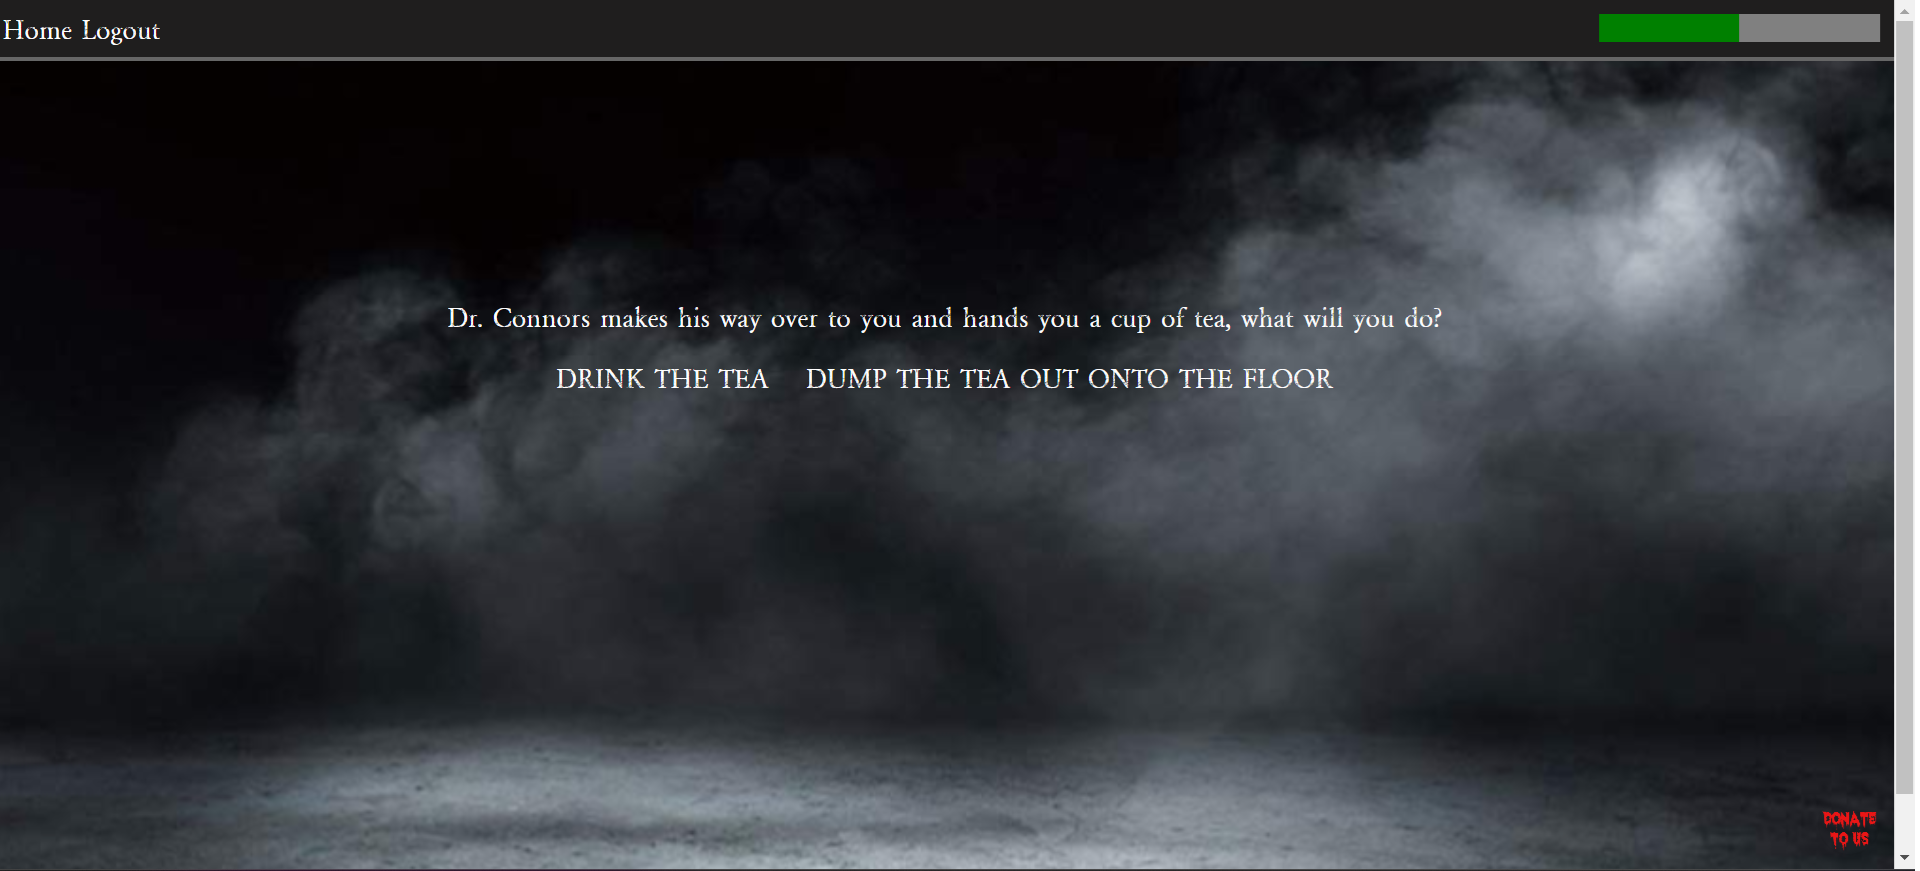 Home Logout
Dr. Connors makes his way over to you and hands you a cup of tea, what will you do?
DRINK THE TEA DUMP THE TEA OUT ONTO THE FLOOR
DONATE
TO US